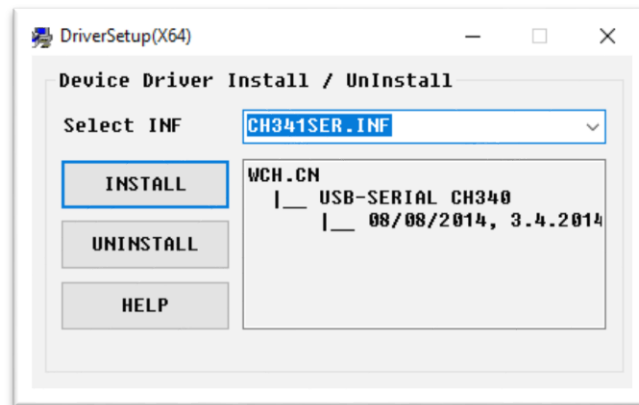 DriverSetup(X64)
Device Driver Install / UnInstall
Select INF
CH341SER.INF
INSTALL
UNINSTALL
HELP
WCH.CN
|__ USB-SERIAL CH340
|__ 08/08/2014, 3.4.2014